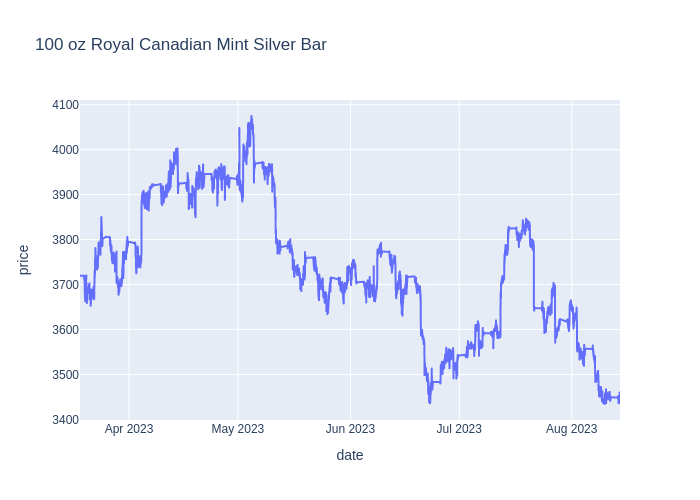 100 oz Royal Canadian Mint Silver Bar
4100
4000
3900
3800
3700
3600
3500
3400
price
Apr 2023
May 2023
Jun 2023
Jul 2023
Aug 2023
date